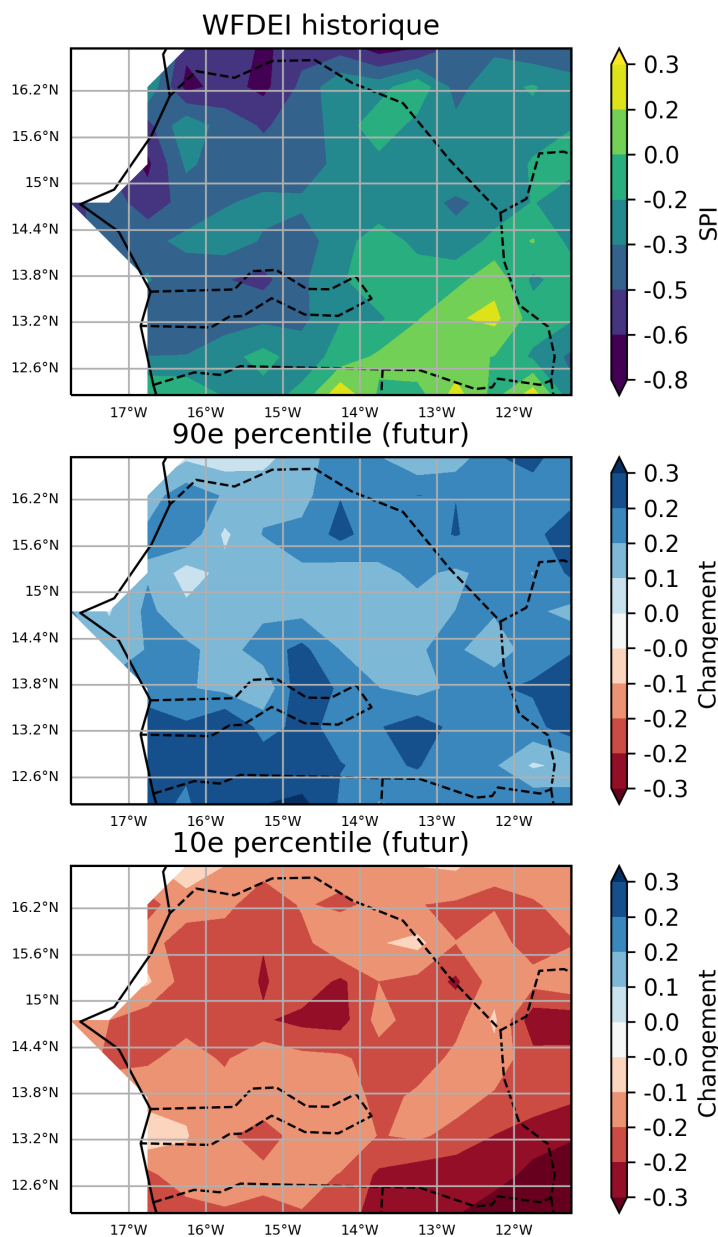 WFDEI historique
16.2°N
15.6°N
15°N
14.4°N
13.8°N
13.2°N
12.6°N
17°W 16°W 15°W 14°W 13°W 12°W
0.3
0.2
0.0
-0.2
-0.3
-0.5
-0.6
-0.8
SPI
90e percentile (futur)
16.2°N
15.6°N
15°N
14.4°N
13.8°N
13.2°N
12.6°N
17°W 16°W 15°W 14°W 13°W 12°W
0.3
0.2
0.2
0.1
0.0
-0.0
-0.1
-0.2
-0.2
-0.3
Changement
10e percentile (futur)
16.2°N
15.6°N
15°N
14.4°N
13.8°N
13.2°N
12.6°N
17°W 16°W 15°W 14°W 13°W 12°W
0.3
0.2
0.2
0.1
0.0
-0.0
-0.1
-0.2
-0.2
-0.3
Changement